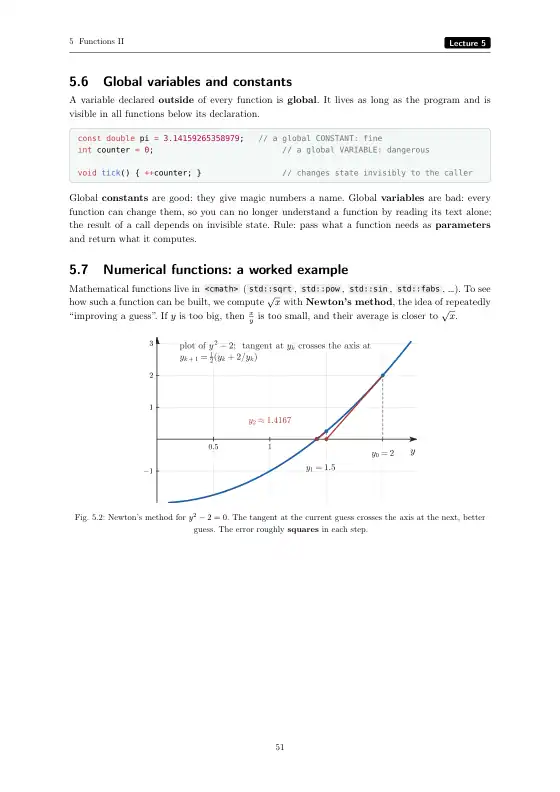 5 Functions II
Lecture 5
5.6 Global variables and constants
A variable declared outside of every function is global. It lives as long as the program and is
visible in all functions below its declaration.
const double pi = 3.14159265358979; // a global CONSTANT: fine
int counter = 0; // a global VARIABLE: dangerous
void tick() { ++counter; } // changes state invisibly to the caller
Global constants are good: they give magic numbers a name. Global variables are bad: every
function can change them, so you can no longer understand a function by reading its text alone;
the result of a call depends on invisible state. Rule: pass what a function needs as parameters
and return what it computes.
5.7 Numerical functions: a worked example
Mathematical functions live in <cmath> (std::sqrt, std::pow, std::sin, std::fabs, …). To see
how such a function can be built, we compute √x with Newton's method, the idea of repeatedly
“improving a guess”. If y is too big, then x/y is too small, and their average is closer to √x.
plot of y² − 2; tangent at yₖ crosses the axis at
yₖ₊₁ = ½(yₖ + 2/yₖ)
3
2
1
−1
0.5
1
y₂ ≈ 1.4167
y₁ = 1.5
y₀ = 2
y
Fig. 5.2: Newton's method for y² − 2 = 0. The tangent at the current guess crosses the axis at the next, better
guess. The error roughly squares in each step.
51